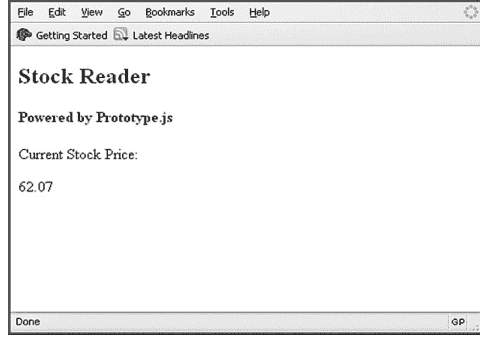 File Edit View Go Bookmarks Tools Help
Getting Started Latest Headlines
Stock Reader
Powered by Prototype.js
Current Stock Price:
62.07
Done GP